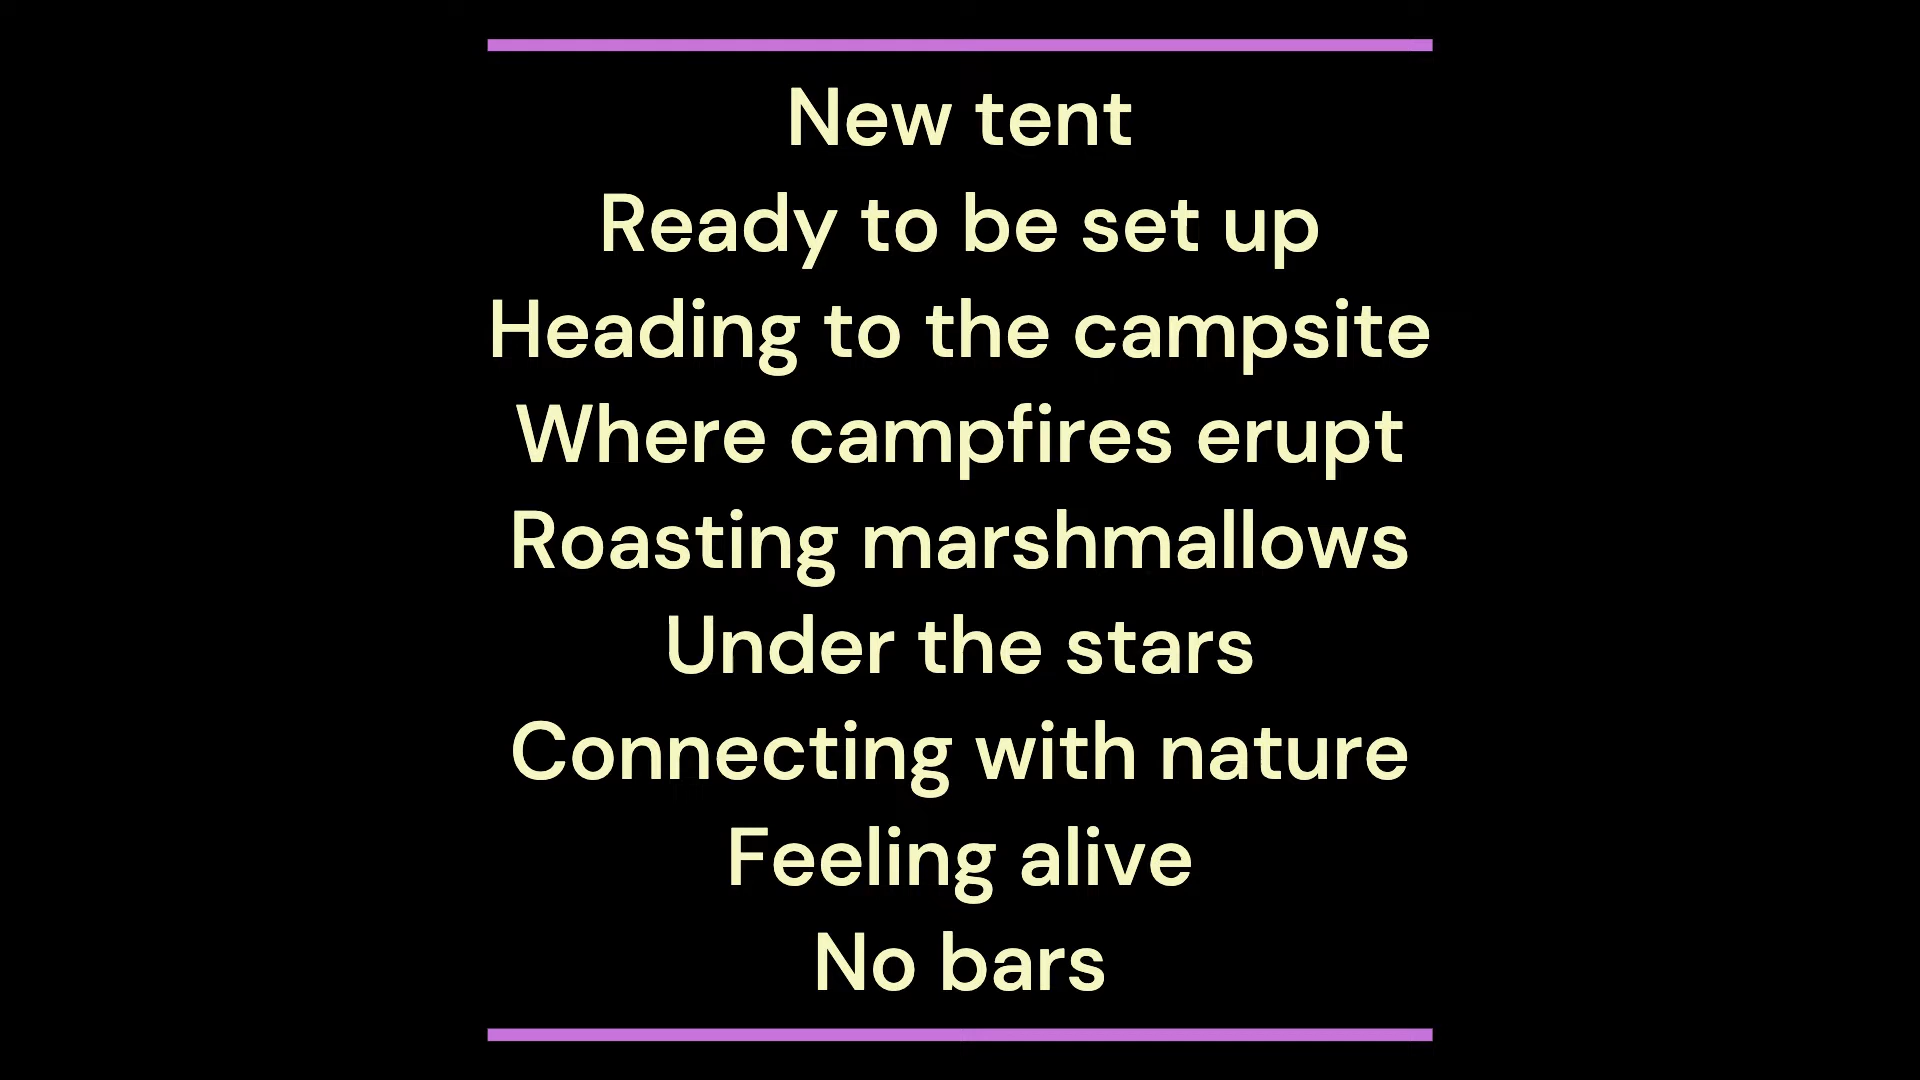 New tent
Ready to be set up
Heading to the campsite
Where campfires erupt
Roasting marshmallows
Under the stars
Connecting with nature
Feeling alive
No bars